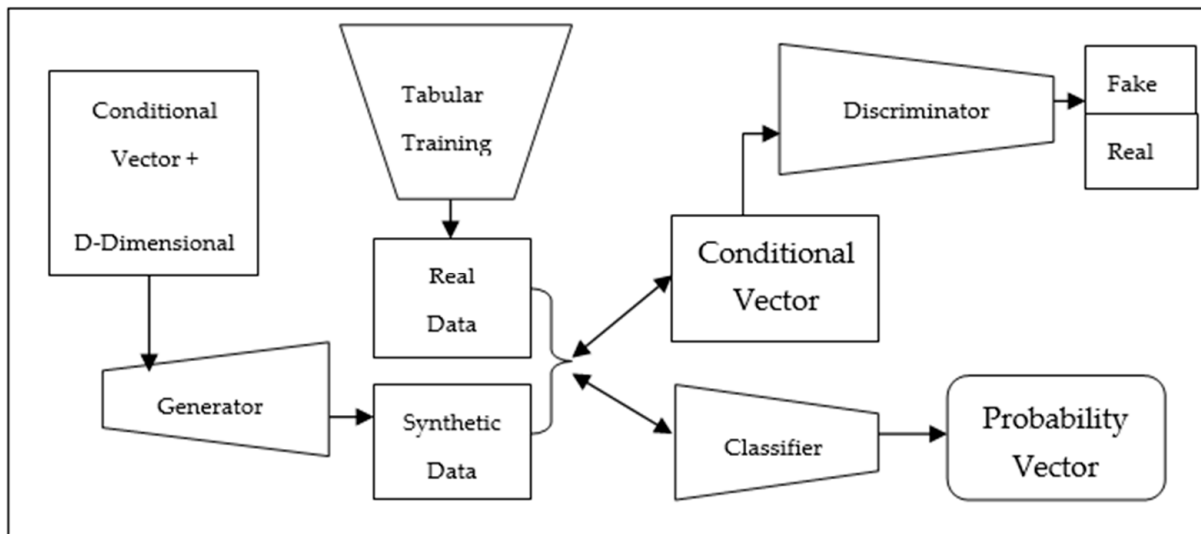 Conditional
Vector +
D-Dimensional
Tabular
Training
Real
Data
Generator
Synthetic
Data
Conditional
Vector
Discriminator
Fake
Real
Classifier
Probability
Vector